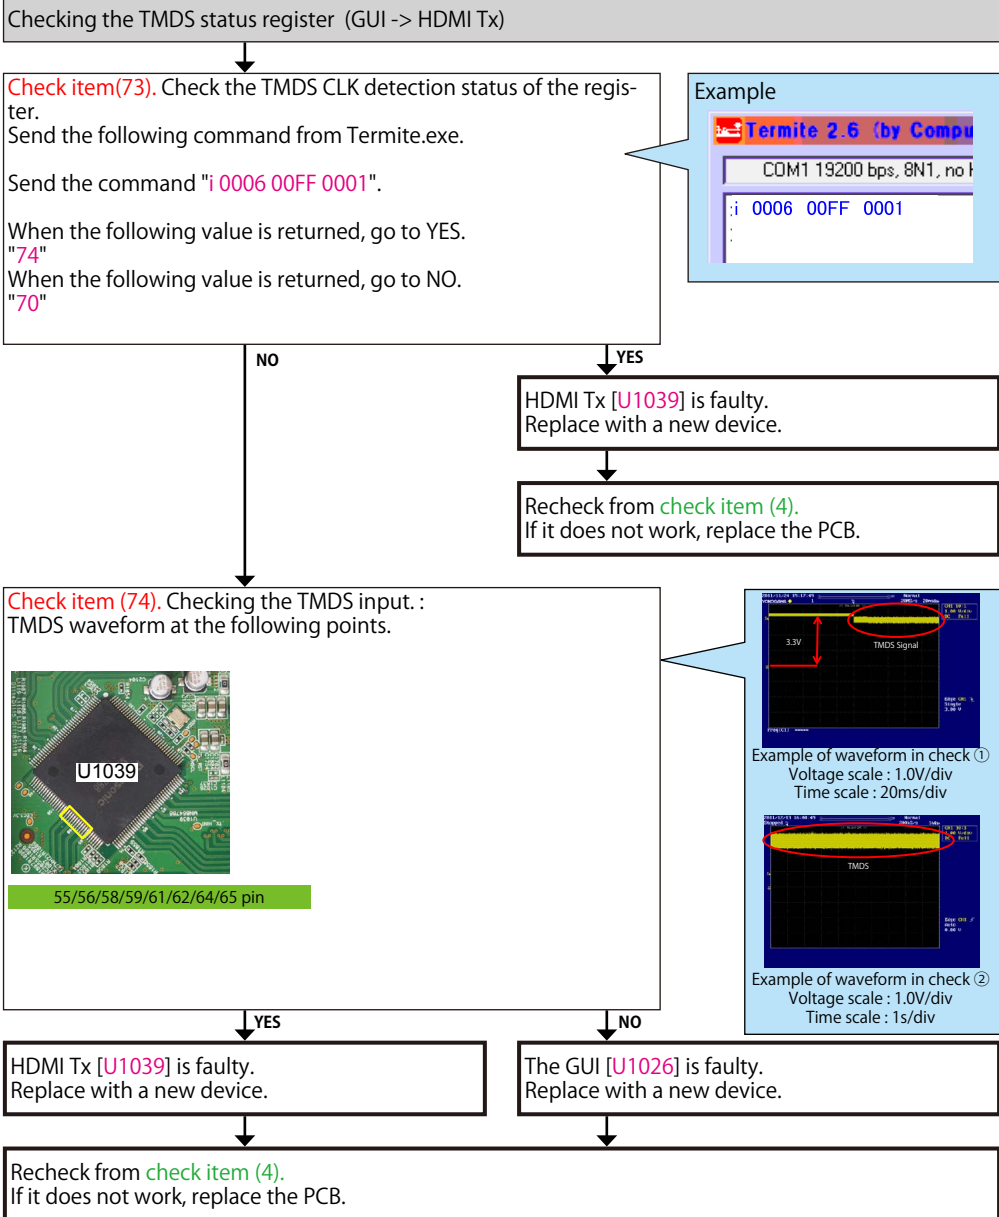 Checking the TMDS status register (GUI -> HDMI Tx)
Check item(73). Check the TMDS CLK detection status of the regis-
ter.
Send the following command from Termite.exe.
Send the command "i 0006 00FF 0001".
When the following value is returned, go to YES.
"74"
When the following value is returned, go to NO.
"70"
Example
Termite 2.6 (by Compu
COM1 19200 bps, 8N1, no h
:i 0006 00FF 0001
:
NO
YES
HDMI Tx [U1039] is faulty.
Replace with a new device.
Recheck from check item (4).
If it does not work, replace the PCB.
Check item (74). Checking the TMDS input. :
TMDS waveform at the following points.
U1039
55/56/58/59/61/62/64/65 pin
3.3V
TMDS Signal
Example of waveform in check ①
Voltage scale : 1.0V/div
Time scale : 20ms/div
TMDS
Example of waveform in check ②
Voltage scale : 1.0V/div
Time scale : 1s/div
YES
NO
HDMI Tx [U1039] is faulty.
Replace with a new device.
The GUI [U1026] is faulty.
Replace with a new device.
Recheck from check item (4).
If it does not work, replace the PCB.